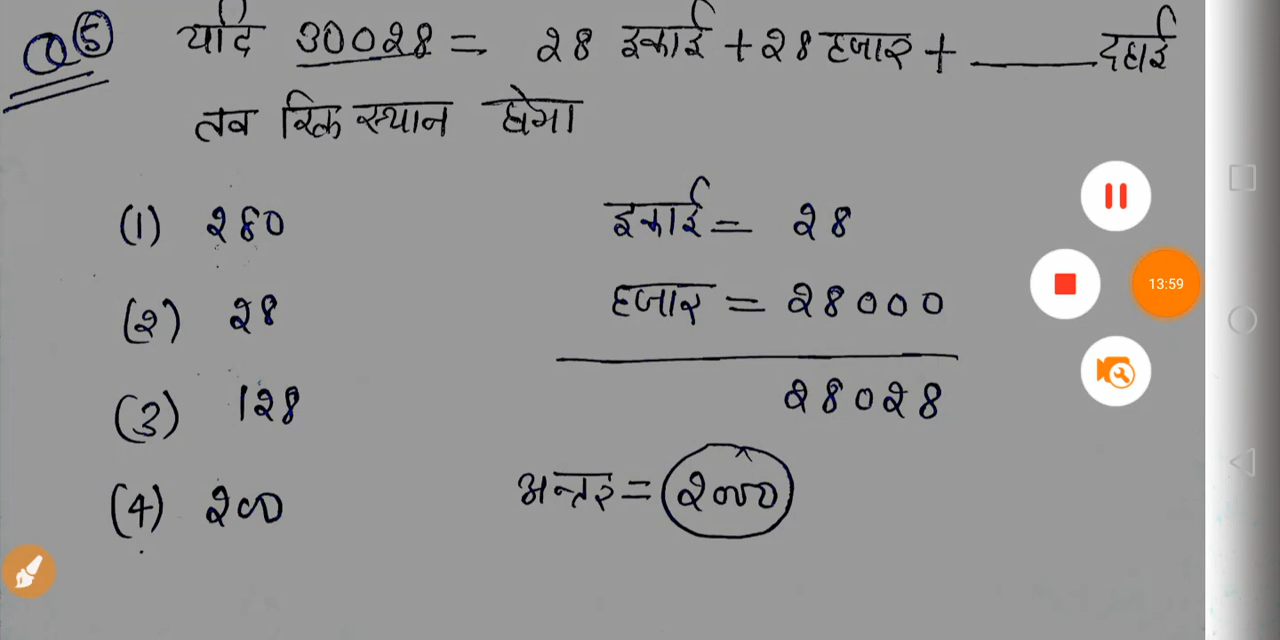 Q⑤ यदि 30028 = 28 इकाई + 28 हजार + ______ दहाई
तब रिक्त स्थान होगा
(1) 280
(2) 28
(3) 128
(4) 200
इकाई = 28
हजार = 28000
28028
अन्तर = 2000
13:59